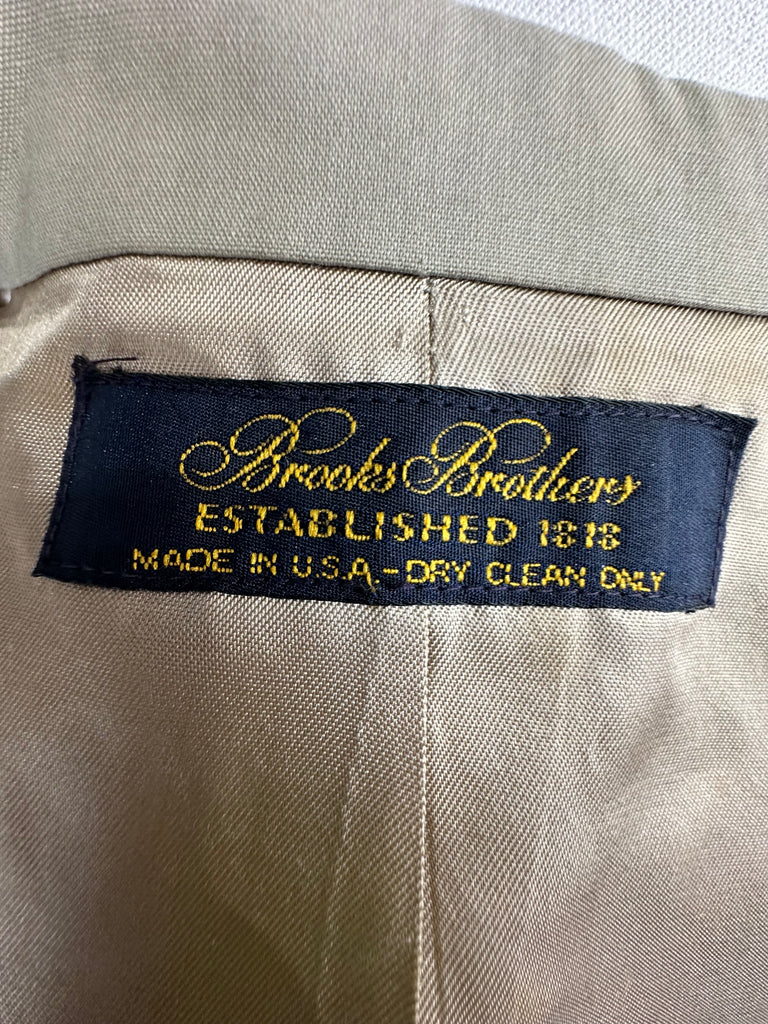 Brooks Brothers
ESTABLISHED 1818
MADE IN U.S.A.-DRY CLEAN ONLY